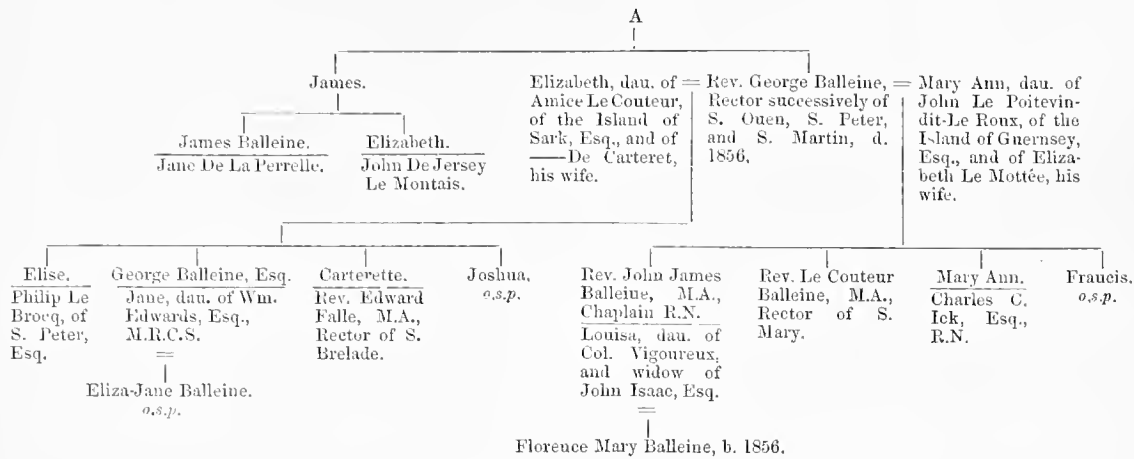 A
James.
Elizabeth, dau. of
Amice Le Couteur,
of the Island of
Sark, Esq., and of
——De Carteret,
his wife.
=
Rev. George Balleine,
Rector successively of
S. Ouen, S. Peter,
and S. Martin, d.
1856.
=
Mary Ann, dau. of
John Le Poitevin-
dit-Le Roux, of the
Island of Guernsey,
Esq., and of Eliza-
beth Le Mottée, his
wife.
James Balleine.
Jane De La Perrelle.
Elizabeth.
John De Jersey
Le Montais.
Elise.
Philip Le
Brocq, of
S. Peter,
Esq.
George Balleine, Esq.
Jane, dau. of Wm.
Edwards, Esq.,
M.R.C.S.
=
Eliza-Jane Balleine.
o.s.p.
Carterette.
Rev. Edward
Falle, M.A.,
Rector of S.
Brelade.
Joshua.
o.s.p.
Rev. John James
Balleine, M.A.,
Chaplain R.N.
Louisa, dau. of
Col. Vigoureux,
and widow of
John Isaac, Esq.
=
Florence Mary Balleine, b. 1856.
Rev. Le Couteur
Balleine, M.A.,
Rector of S.
Mary.
Mary Ann.
Charles C.
Ick, Esq.,
R.N.
Francis.
o.s.p.